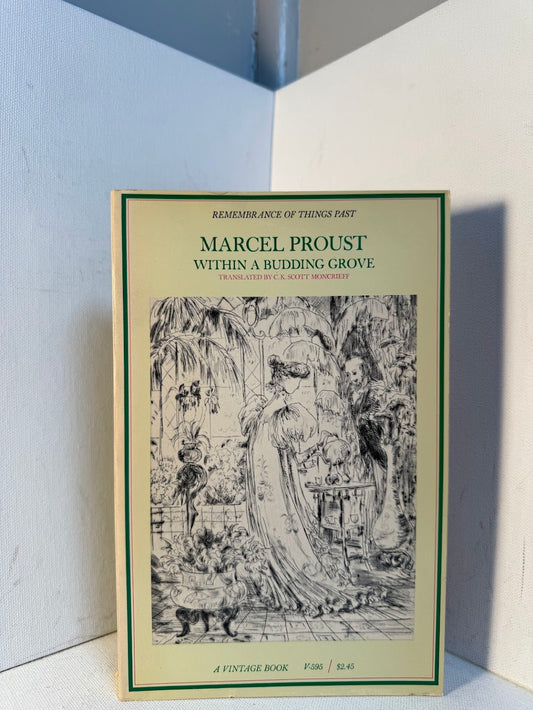 REMEMBRANCE OF THINGS PAST
MARCEL PROUST
WITHIN A BUDDING GROVE
TRANSLATED BY C. K. SCOTT MONCRIEFF
A VINTAGE BOOK V-595 / $2.45